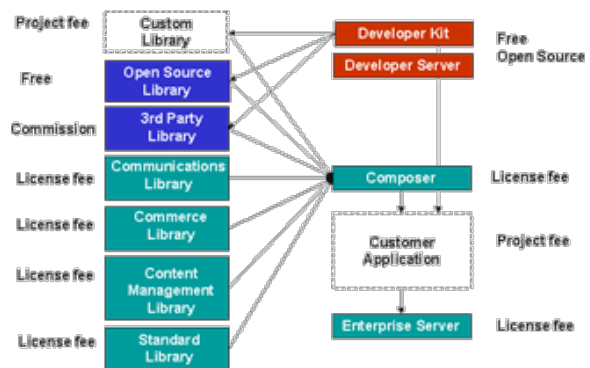 Project fee
Custom
Library
Developer Kit
Free
Open Source
Developer Server
Free
Open Source
Library
Commission
3rd Party
Library
License fee
Communications
Library
Composer
License fee
License fee
Commerce
Library
Customer
Application
Project fee
License fee
Content
Management
Library
License fee
Standard
Library
Enterprise Server
License fee